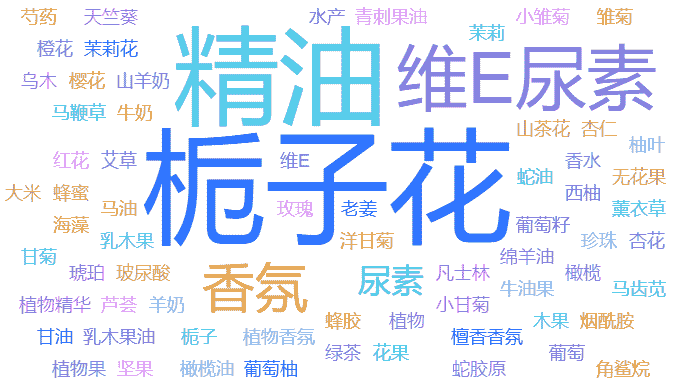 芍药 天竺葵 水产 青刺果油 小雏菊 雏菊
橙花 茉莉花 精油 茉莉 维E尿素
乌木 樱花 山羊奶
马鞭草 牛奶 山茶花 杏仁
栀子花 柚叶
红花 艾草 维E 蛇油 香水 无花果
大米 蜂蜜 马油 玫瑰 老姜 西柚 薰衣草
海藻 葡萄籽
甘菊 乳木果 洋甘菊 绵羊油 珍珠 杏花
琥珀 玻尿酸 香氛 尿素 凡士林 橄榄
植物精华 芦荟 羊奶 小甘菊 牛油果 马齿苋
蜂胶 植物 木果 烟酰胺
甘油 乳木果油 栀子 植物香氛 檀香香氛
绿茶 花果 葡萄
植物果 坚果 橄榄油 葡萄柚 蛇胶原 角鲨烷